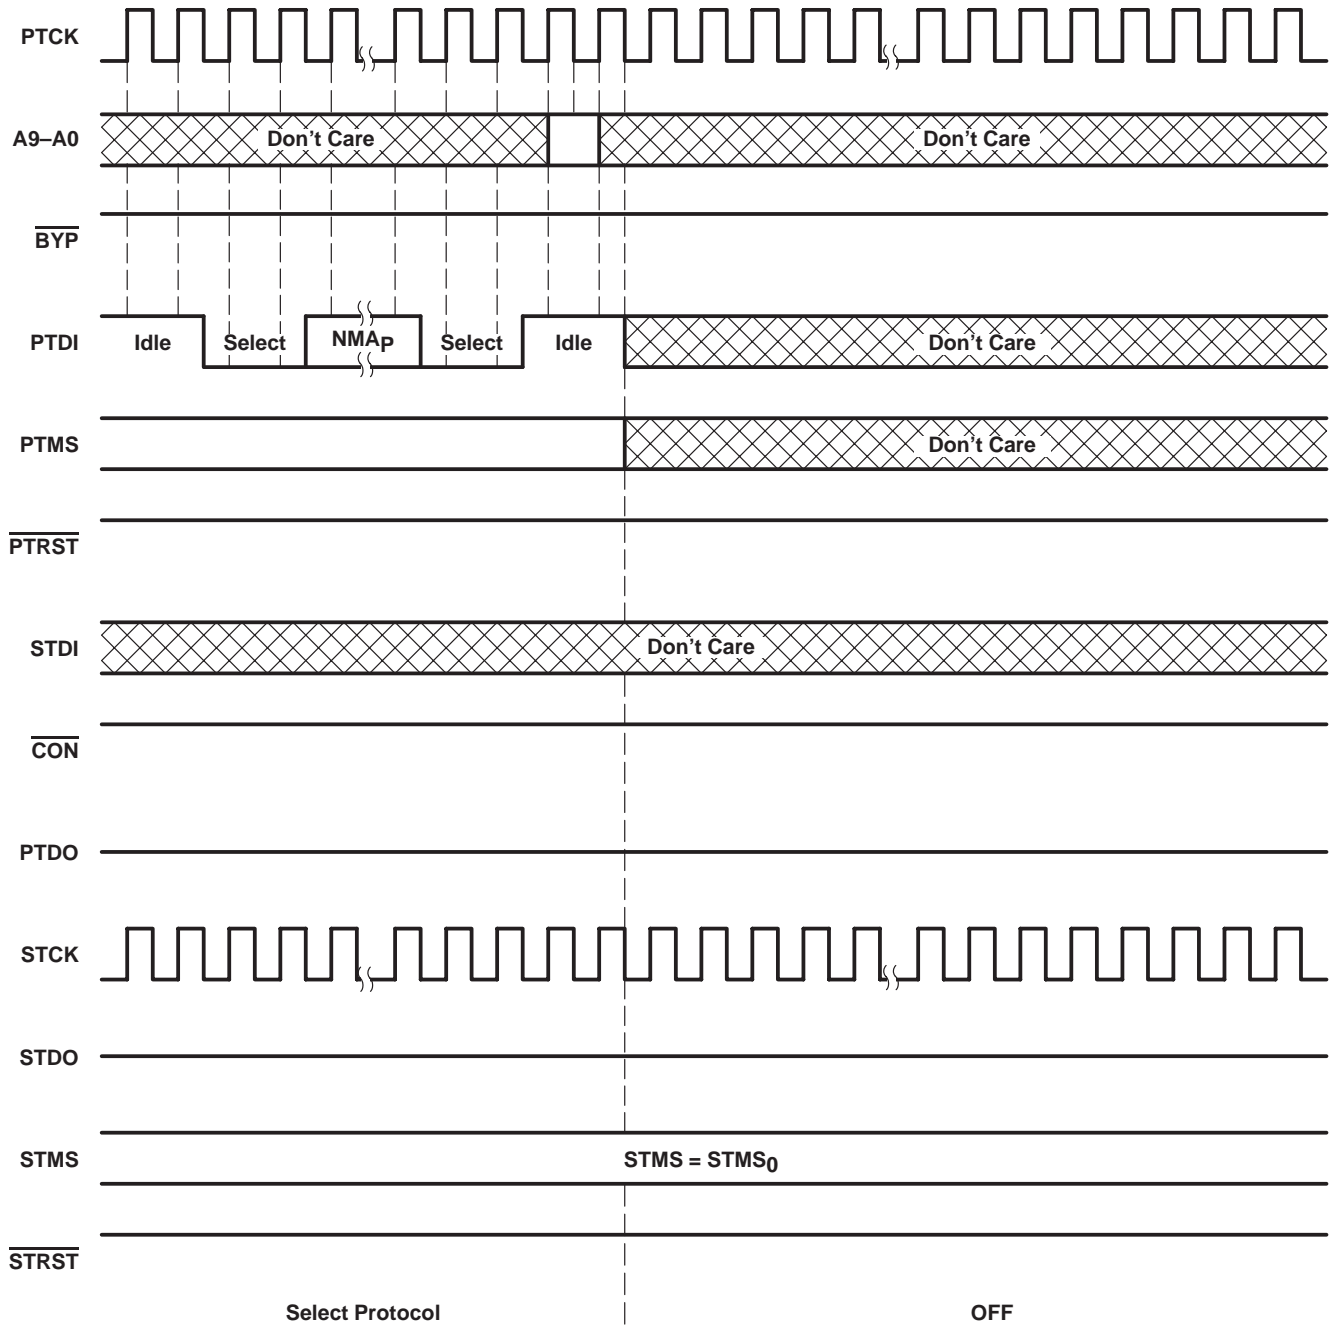 PTCK
A9–A0 Don't Care Don't Care
BYP
PTDI Idle Select NMAP Select Idle Don't Care
PTMS Don't Care
PTRST
STDI Don't Care
CON
PTDO
STCK
STDO
STMS STMS = STMS0
STRST
Select Protocol OFF